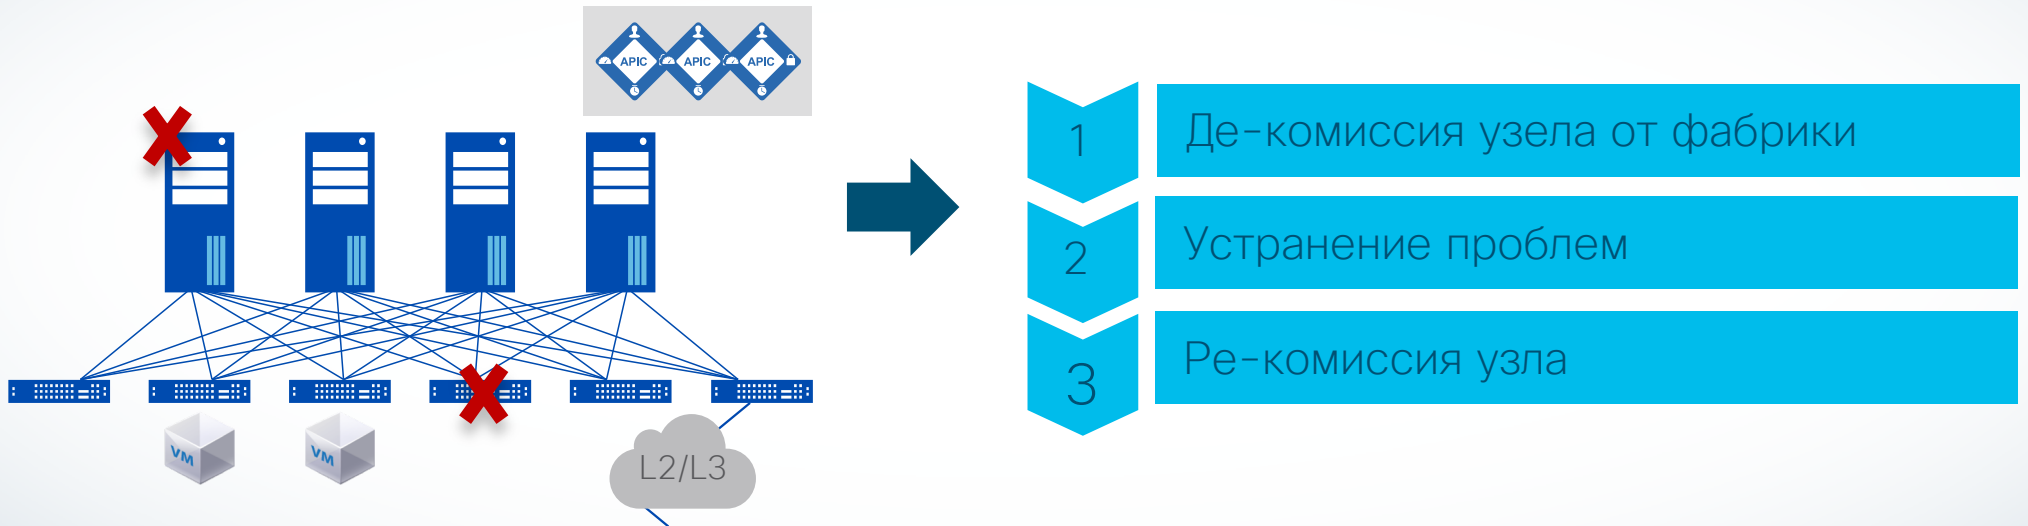 APIC APIC APIC
VM
VM
L2/L3
1
Де-комиссия узела от фабрики
2
Устранение проблем
3
Ре-комиссия узла